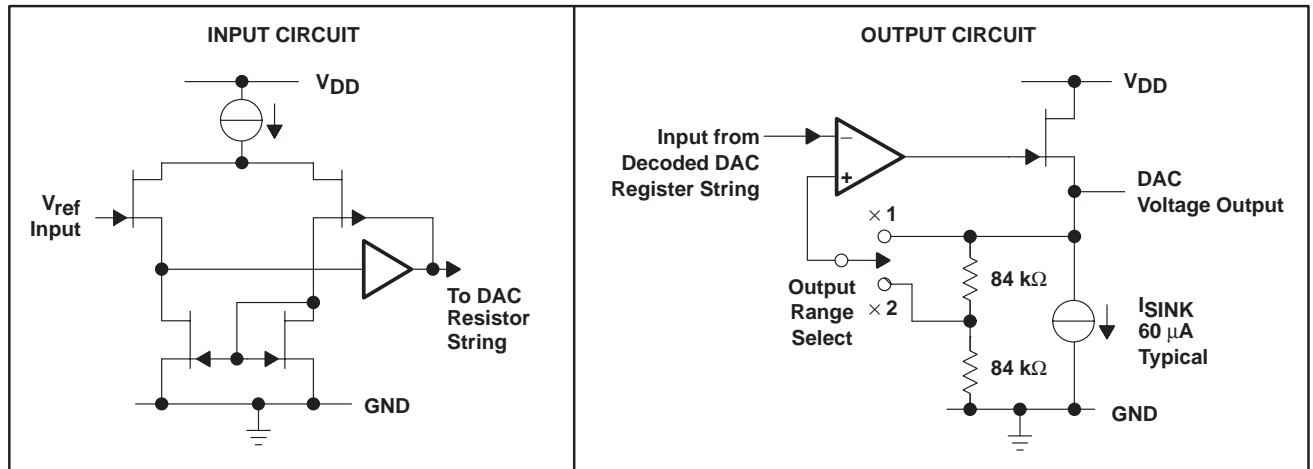 INPUT CIRCUIT
VDD
Vref
Input
To DAC
Resistor
String
GND
OUTPUT CIRCUIT
VDD
Input from
Decoded DAC
Register String
–
+
DAC
Voltage Output
× 1
84 kΩ
Output
Range
Select
× 2
ISINK
60 µA
Typical
84 kΩ
GND